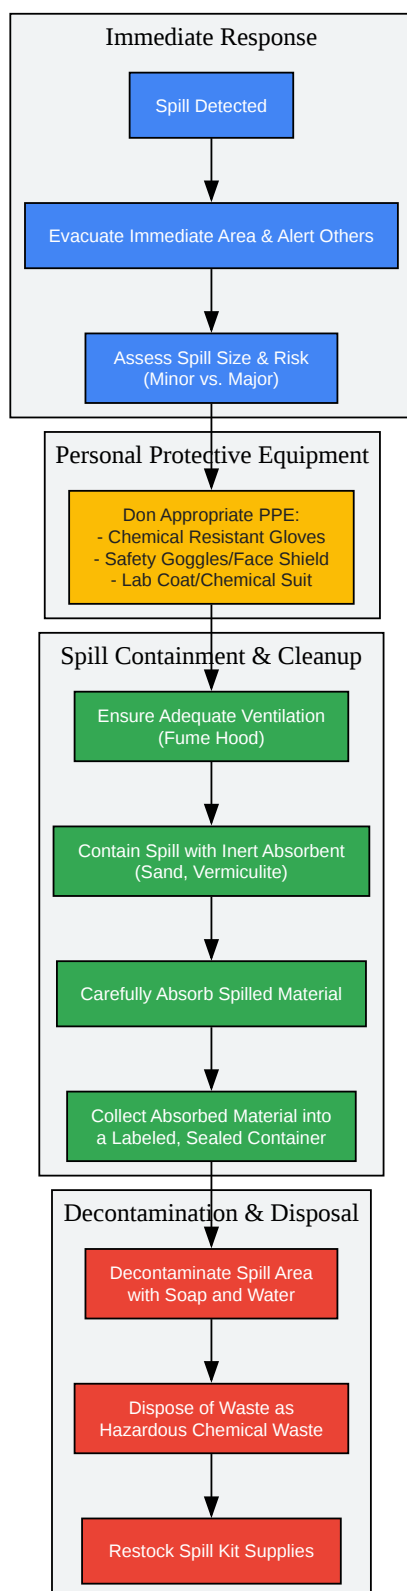 Immediate Response
Spill Detected
Evacuate Immediate Area & Alert Others
Assess Spill Size & Risk
(Minor vs. Major)
Personal Protective Equipment
Don Appropriate PPE:
- Chemical Resistant Gloves
- Safety Goggles/Face Shield
- Lab Coat/Chemical Suit
Spill Containment & Cleanup
Ensure Adequate Ventilation
(Fume Hood)
Contain Spill with Inert Absorbent
(Sand, Vermiculite)
Carefully Absorb Spilled Material
Collect Absorbed Material into
a Labeled, Sealed Container
Decontamination & Disposal
Decontaminate Spill Area
with Soap and Water
Dispose of Waste as
Hazardous Chemical Waste
Restock Spill Kit Supplies